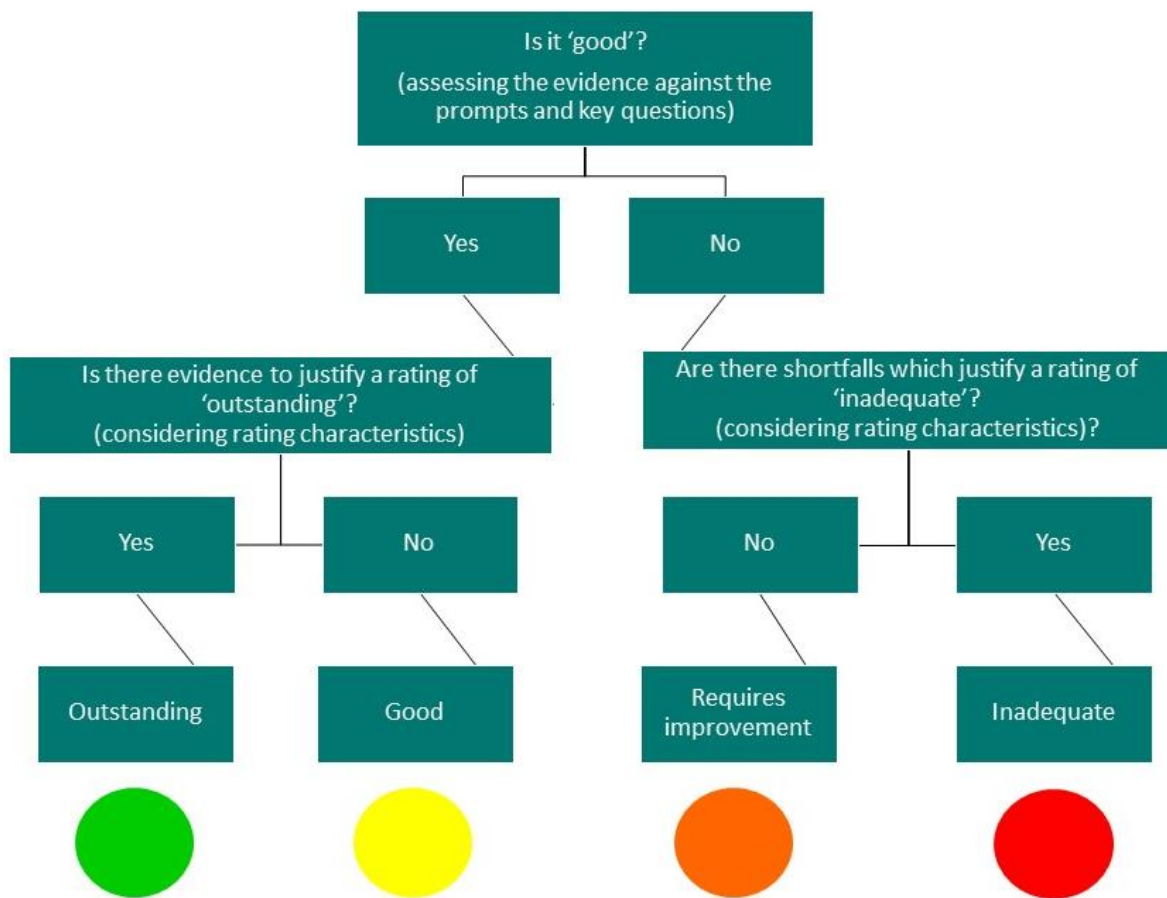 Is it ‘good’?
(assessing the evidence against the
prompts and key questions)
Yes
No
Is there evidence to justify a rating of
‘outstanding’?
(considering rating characteristics)
Are there shortfalls which justify a rating of
‘inadequate’?
(considering rating characteristics)?
Yes
No
No
Yes
Outstanding
Good
Requires
improvement
Inadequate